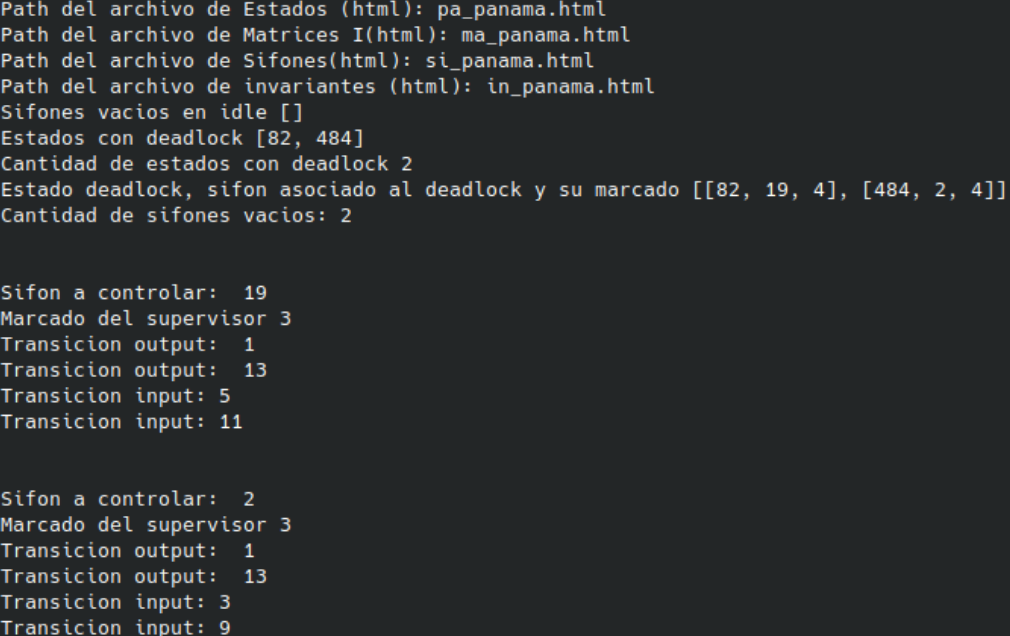 Path del archivo de Estados (html): pa_panama.html
Path del archivo de Matrices I(html): ma_panama.html
Path del archivo de Sifones(html): si_panama.html
Path del archivo de invariantes (html): in_panama.html
Sifones vacios en idle []
Estados con deadlock [82, 484]
Cantidad de estados con deadlock 2
Estado deadlock, sifon asociado al deadlock y su marcado [[82, 19, 4], [484, 2, 4]]
Cantidad de sifones vacios: 2
Sifon a controlar:  19
Marcado del supervisor 3
Transicion output:  1
Transicion output:  13
Transicion input: 5
Transicion input: 11
Sifon a controlar:  2
Marcado del supervisor 3
Transicion output:  1
Transicion output:  13
Transicion input: 3
Transicion input: 9